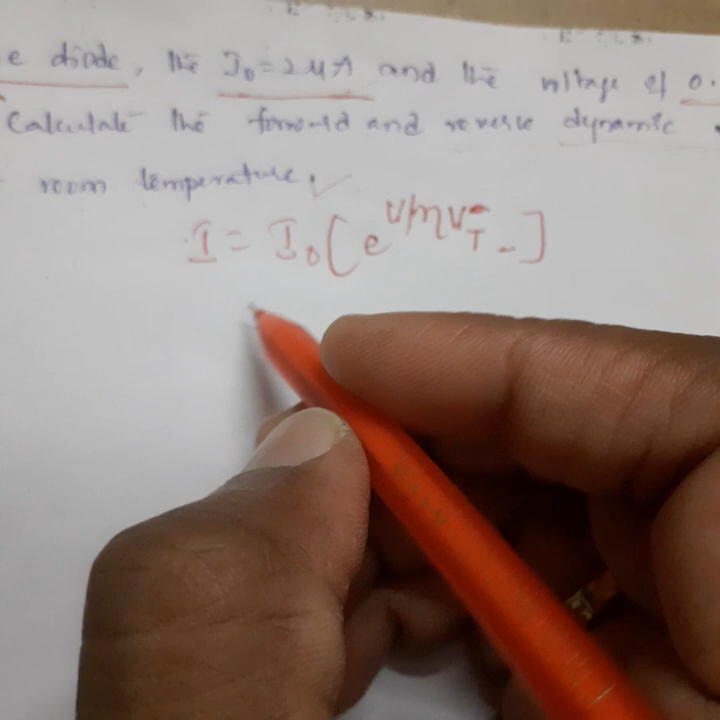 e diode, the I₀ = 2 μA and the voltage of 0.
Calculate the forward and reverse dynamic
room temperature.
I = I₀[e^V/ηV_T -]